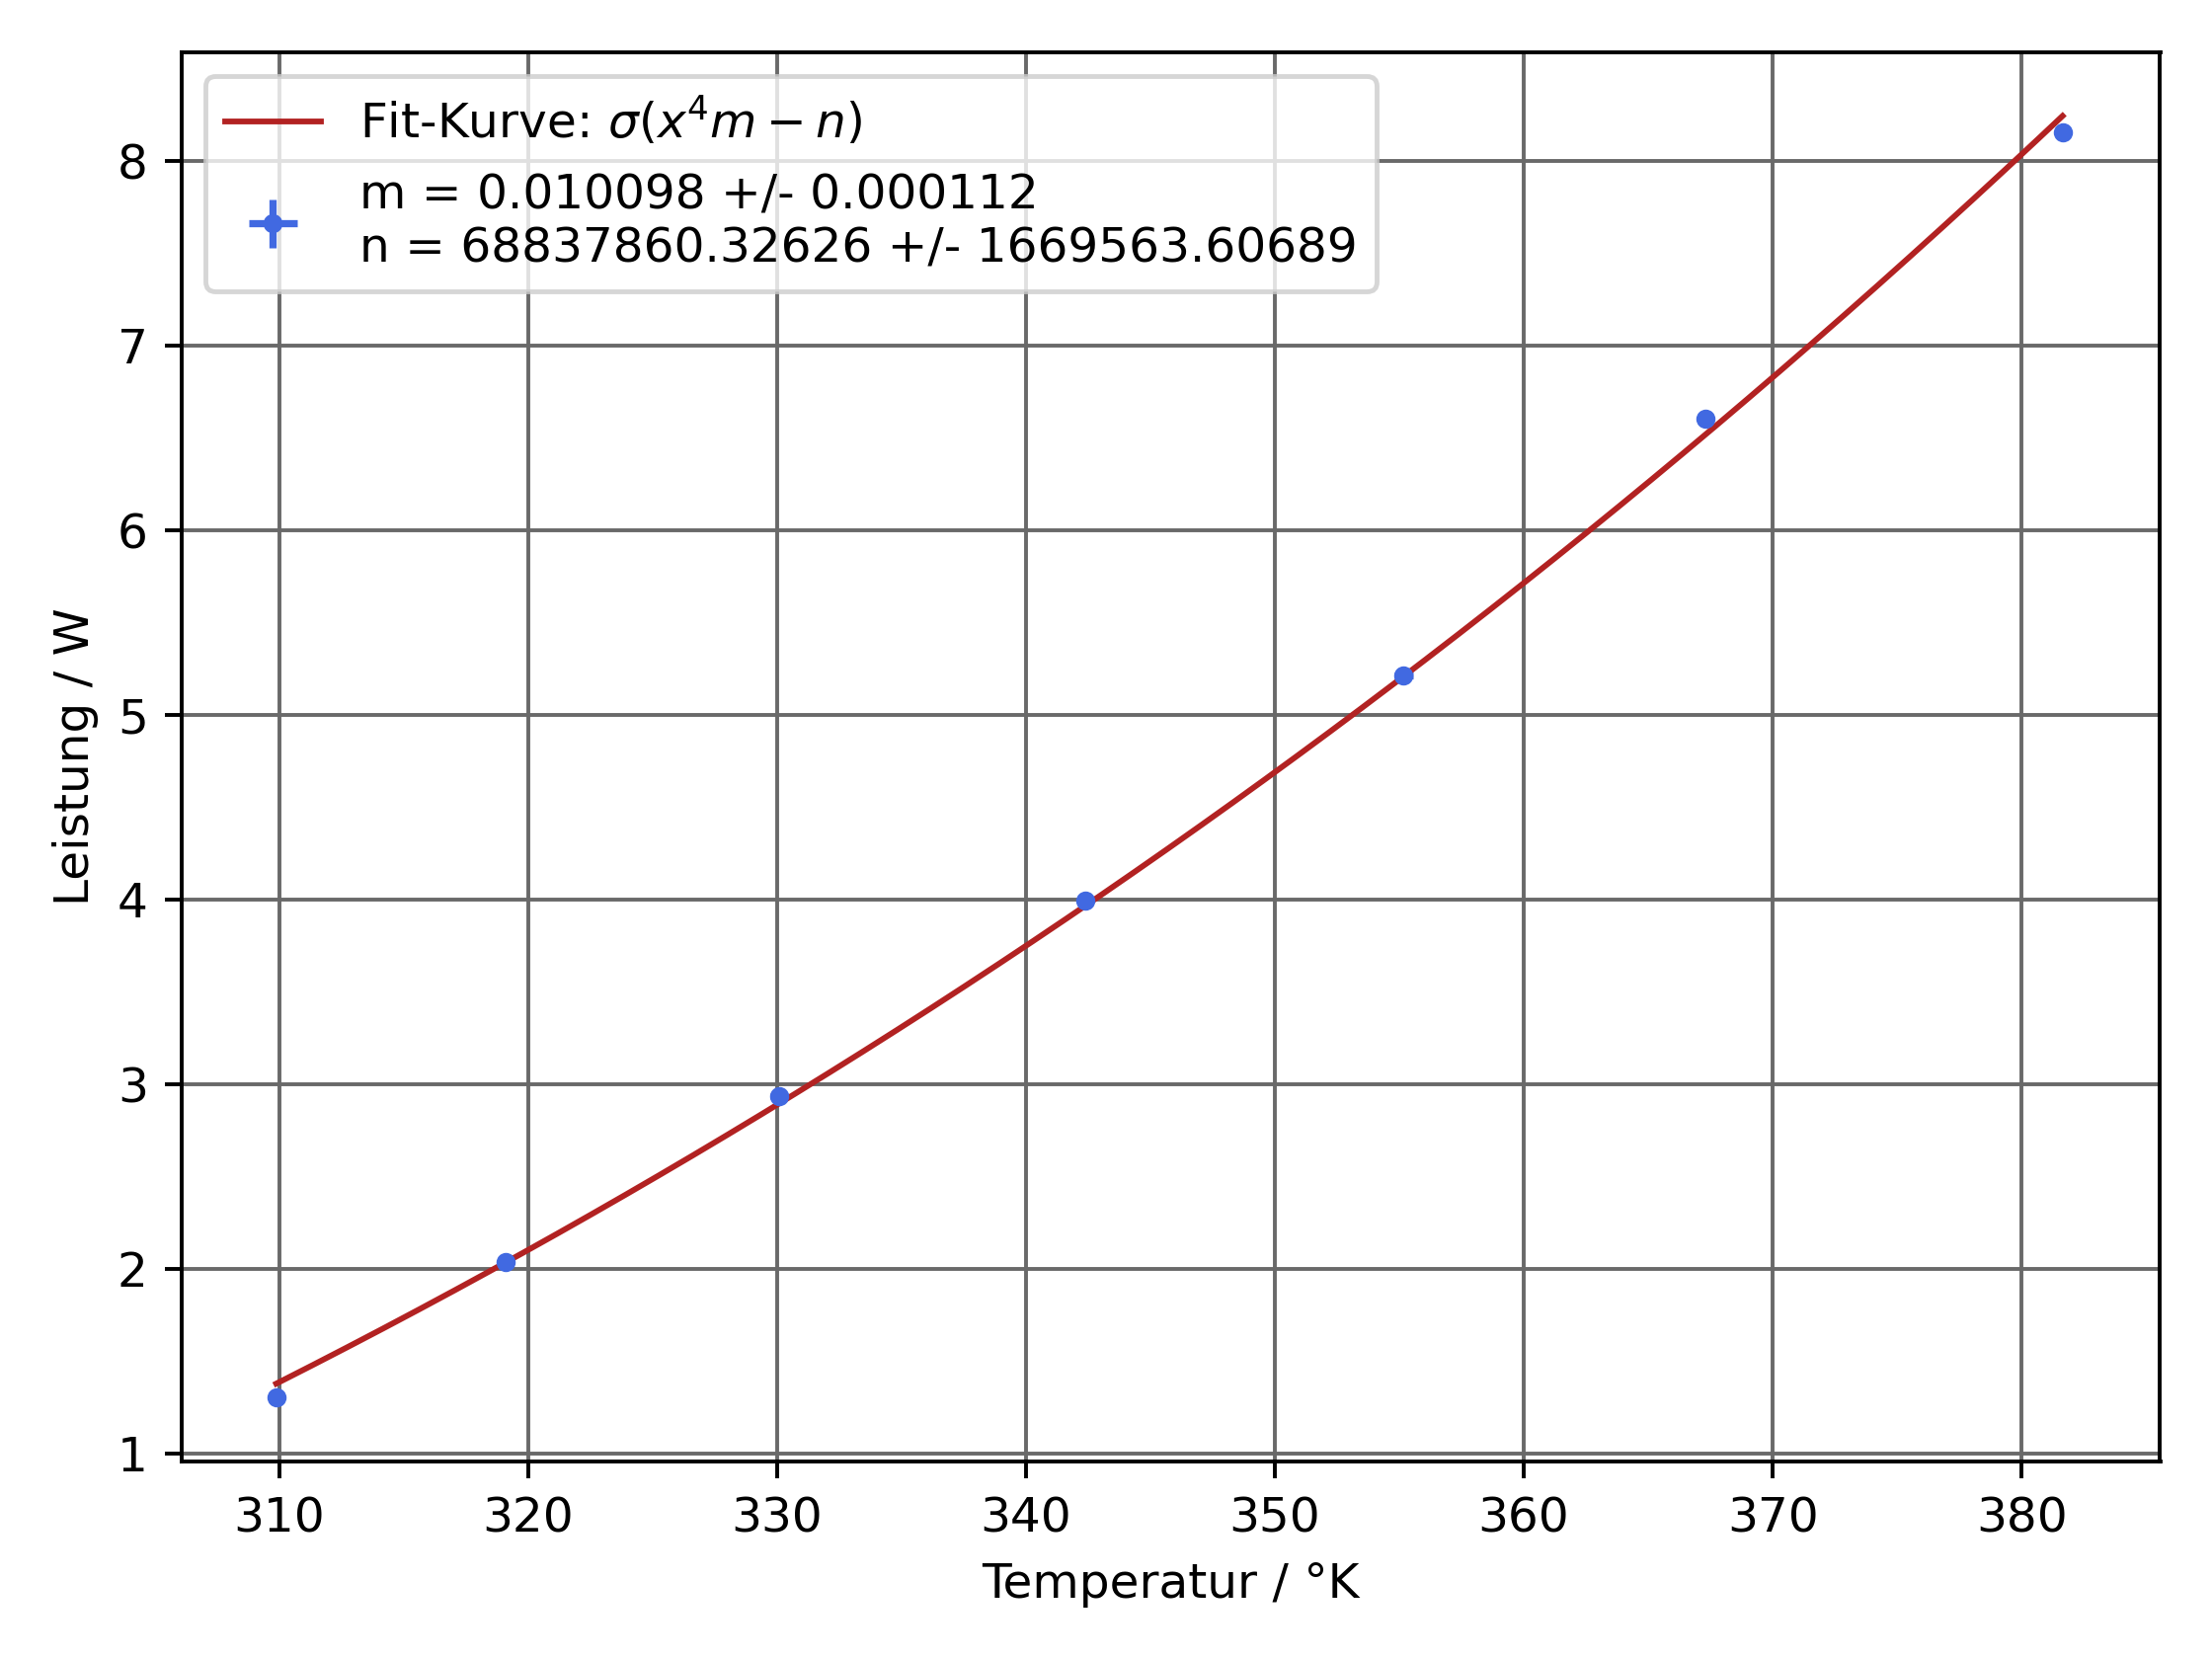 Fit-Kurve: σ(x⁴m − n)
m = 0.010098 +/- 0.000112
n = 68837860.32626 +/- 1669563.60689
8
7
6
5
4
3
2
1
Leistung / W
310 320 330 340 350 360 370 380
Temperatur / °K